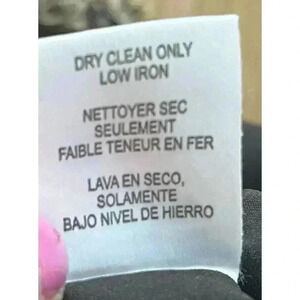 DRY CLEAN ONLY
LOW IRON
NETTOYER SEC
SEULEMENT
FAIBLE TENEUR EN FER
LAVA EN SECO,
SOLAMENTE
BAJO NIVEL DE HIERRO